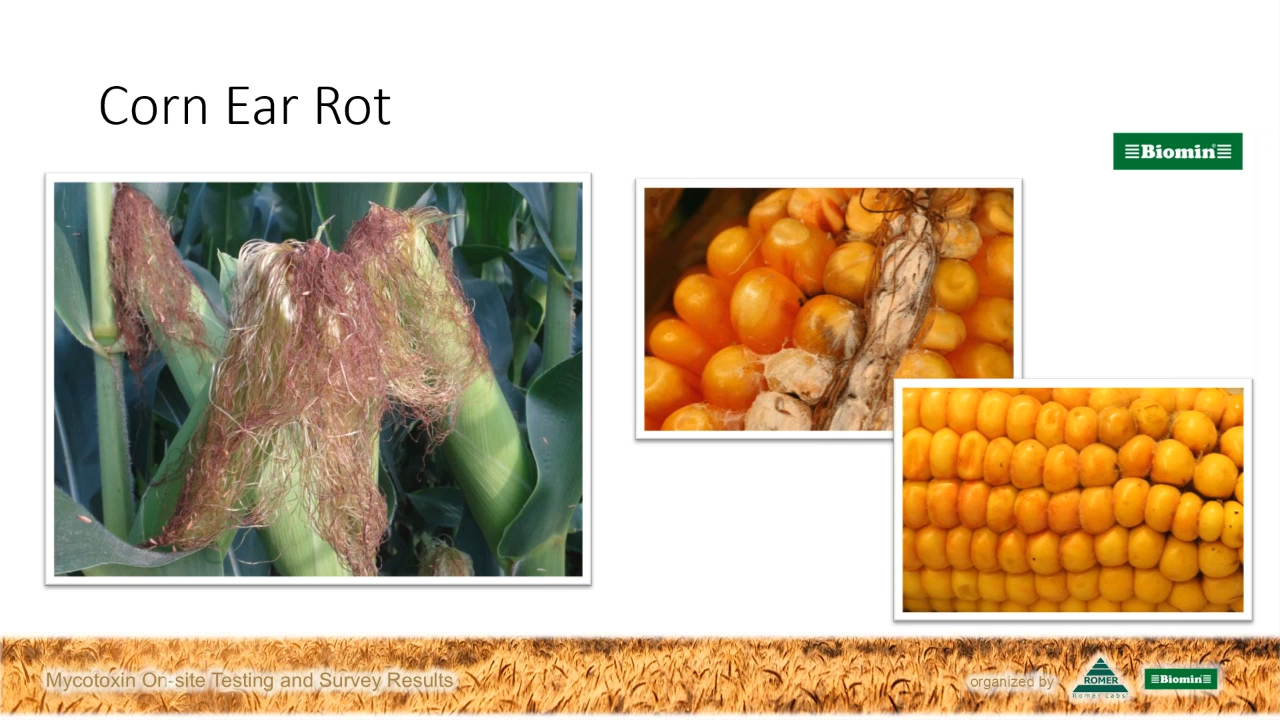 Corn Ear Rot
Biomin
Mycotoxin On-site Testing and Survey Results
organized by
ROMER
Romer Labs
Biomin